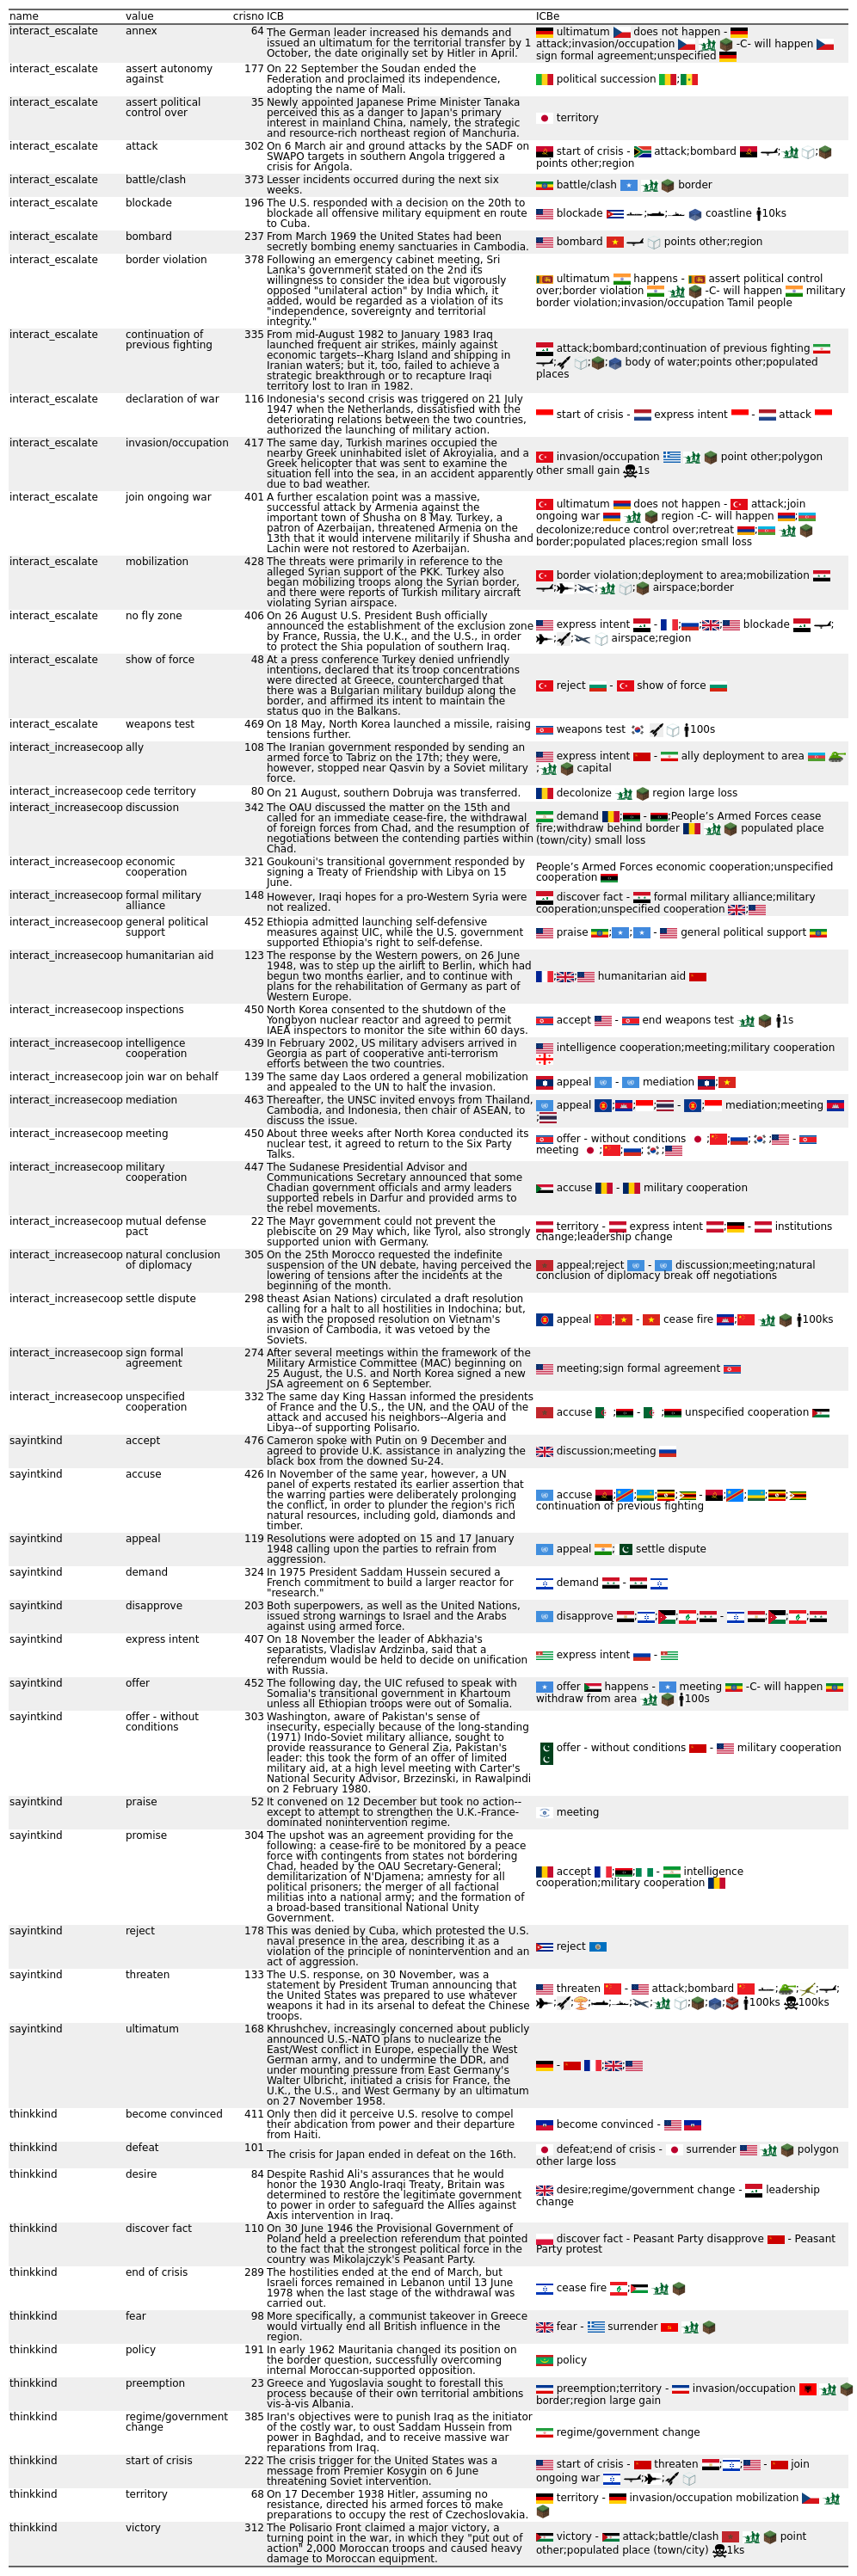 name value crisno ICB ICBe
interact_escalate annex 64 The German leader increased his demands and
issued an ultimatum for the territorial transfer by 1
October, the date originally set by Hitler in April.
ultimatum does not happen -
attack;invasion/occupation -C- will happen
sign formal agreement;unspecified
interact_escalate assert autonomy
against
177 On 22 September the Soudan ended the
Federation and proclaimed its independence,
adopting the name of Mali.
political succession ;
interact_escalate assert political
control over
35 Newly appointed Japanese Prime Minister Tanaka
perceived this as a danger to Japan's primary
interest in mainland China, namely, the strategic
and resource-rich northeast region of Manchuria.
territory
interact_escalate attack 302 On 6 March air and ground attacks by the SADF on
SWAPO targets in southern Angola triggered a
crisis for Angola.
start of crisis - attack;bombard ; ;
points other;region
interact_escalate battle/clash 373 Lesser incidents occurred during the next six
weeks.
battle/clash border
interact_escalate blockade 196 The U.S. responded with a decision on the 20th to
blockade all offensive military equipment en route
to Cuba.
blockade ; ; coastline 10ks
interact_escalate bombard 237 From March 1969 the United States had been
secretly bombing enemy sanctuaries in Cambodia.
bombard points other;region
interact_escalate border violation 378 Following an emergency cabinet meeting, Sri
Lanka's government stated on the 2nd its
willingness to consider the idea but vigorously
opposed "unilateral action" by India which, it
added, would be regarded as a violation of its
"independence, sovereignty and territorial
integrity."
ultimatum happens - assert political control
over;border violation -C- will happen military
border violation;invasion/occupation Tamil people
interact_escalate continuation of
previous fighting
335 From mid-August 1982 to January 1983 Iraq
launched frequent air strikes, mainly against
economic targets--Kharg Island and shipping in
Iranian waters; but it, too, failed to achieve a
strategic breakthrough or to recapture Iraqi
territory lost to Iran in 1982.
attack;bombard;continuation of previous fighting
; ; ; body of water;points other;populated
places
interact_escalate declaration of war 116 Indonesia's second crisis was triggered on 21 July
1947 when the Netherlands, dissatisfied with the
deteriorating relations between the two countries,
authorized the launching of military action.
start of crisis - express intent - attack
interact_escalate invasion/occupation 417 The same day, Turkish marines occupied the
nearby Greek uninhabited islet of Akroyialia, and a
Greek helicopter that was sent to examine the
situation fell into the sea, in an accident apparently
due to bad weather.
invasion/occupation point other;polygon
other small gain 1s
interact_escalate join ongoing war 401 A further escalation point was a massive,
successful attack by Armenia against the
important town of Shusha on 8 May. Turkey, a
patron of Azerbaijan, threatened Armenia on the
13th that it would intervene militarily if Shusha and
Lachin were not restored to Azerbaijan.
ultimatum does not happen - attack;join
ongoing war region -C- will happen ;
decolonize;reduce control over;retreat ;
border;populated places;region small loss
interact_escalate mobilization 428 The threats were primarily in reference to the
alleged Syrian support of the PKK. Turkey also
began mobilizing troops along the Syrian border,
and there were reports of Turkish military aircraft
violating Syrian airspace.
border violation;deployment to area;mobilization
; ; ; ; airspace;border
interact_escalate no fly zone 406 On 26 August U.S. President Bush officially
announced the establishment of the exclusion zone
by France, Russia, the U.K., and the U.S., in order
to protect the Shia population of southern Iraq.
express intent - ; ; ; blockade ;
; ; airspace;region
interact_escalate show of force 48 At a press conference Turkey denied unfriendly
intentions, declared that its troop concentrations
were directed at Greece, countercharged that
there was a Bulgarian military buildup along the
border, and affirmed its intent to maintain the
status quo in the Balkans.
reject - show of force
interact_escalate weapons test 469 On 18 May, North Korea launched a missile, raising
tensions further.
weapons test 100s
interact_increasecoop ally 108 The Iranian government responded by sending an
armed force to Tabriz on the 17th; they were,
however, stopped near Qasvin by a Soviet military
force.
express intent - ally deployment to area
; capital
interact_increasecoop cede territory 80 On 21 August, southern Dobruja was transferred.
decolonize region large loss
interact_increasecoop discussion 342 The OAU discussed the matter on the 15th and
called for an immediate cease-fire, the withdrawal
of foreign forces from Chad, and the resumption of
negotiations between the contending parties within
Chad.
demand ; - ;People’s Armed Forces cease
fire;withdraw behind border populated place
(town/city) small loss
interact_increasecoop economic
cooperation
321 Goukouni's transitional government responded by
signing a Treaty of Friendship with Libya on 15
June.
People’s Armed Forces economic cooperation;unspecified
cooperation
interact_increasecoop formal military
alliance
148 However, Iraqi hopes for a pro-Western Syria were
not realized.
discover fact - formal military alliance;military
cooperation;unspecified cooperation ;
interact_increasecoop general political
support
452 Ethiopia admitted launching self-defensive
measures against UIC, while the U.S. government
supported Ethiopia's right to self-defense.
praise ; ; - general political support
interact_increasecoop humanitarian aid 123 The response by the Western powers, on 26 June
1948, was to step up the airlift to Berlin, which had
begun two months earlier, and to continue with
plans for the rehabilitation of Germany as part of
Western Europe.
; ; humanitarian aid
interact_increasecoop inspections 450 North Korea consented to the shutdown of the
Yongbyon nuclear reactor and agreed to permit
IAEA inspectors to monitor the site within 60 days.
accept - end weapons test 1s
interact_increasecoop intelligence
cooperation
439 In February 2002, US military advisers arrived in
Georgia as part of cooperative anti-terrorism
efforts between the two countries.
intelligence cooperation;meeting;military cooperation
interact_increasecoop join war on behalf 139 The same day Laos ordered a general mobilization
and appealed to the UN to halt the invasion.
appeal - mediation ;
interact_increasecoop mediation 463 Thereafter, the UNSC invited envoys from Thailand,
Cambodia, and Indonesia, then chair of ASEAN, to
discuss the issue.
appeal ; ; ; - ; mediation;meeting
;
interact_increasecoop meeting 450 About three weeks after North Korea conducted its
nuclear test, it agreed to return to the Six Party
Talks.
offer - without conditions ; ; ; ; -
meeting ; ; ; ;
interact_increasecoop military
cooperation
447 The Sudanese Presidential Advisor and
Communications Secretary announced that some
Chadian government officials and army leaders
supported rebels in Darfur and provided arms to
the rebel movements.
accuse - military cooperation
interact_increasecoop mutual defense
pact
22 The Mayr government could not prevent the
plebiscite on 29 May which, like Tyrol, also strongly
supported union with Germany.
territory - express intent ; - institutions
change;leadership change
interact_increasecoop natural conclusion
of diplomacy
305 On the 25th Morocco requested the indefinite
suspension of the UN debate, having perceived the
lowering of tensions after the incidents at the
beginning of the month.
appeal;reject - discussion;meeting;natural
conclusion of diplomacy break off negotiations
interact_increasecoop settle dispute 298 theast Asian Nations) circulated a draft resolution
calling for a halt to all hostilities in Indochina; but,
as with the proposed resolution on Vietnam's
invasion of Cambodia, it was vetoed by the
Soviets.
appeal ; - cease fire ; 100ks
interact_increasecoop sign formal
agreement
274 After several meetings within the framework of the
Military Armistice Committee (MAC) beginning on
25 August, the U.S. and North Korea signed a new
JSA agreement on 6 September.
meeting;sign formal agreement
interact_increasecoop unspecified
cooperation
332 The same day King Hassan informed the presidents
of France and the U.S., the UN, and the OAU of the
attack and accused his neighbors--Algeria and
Libya--of supporting Polisario.
accuse ; - ; unspecified cooperation
sayintkind accept 476 Cameron spoke with Putin on 9 December and
agreed to provide U.K. assistance in analyzing the
black box from the downed Su-24.
discussion;meeting
sayintkind accuse 426 In November of the same year, however, a UN
panel of experts restated its earlier assertion that
the warring parties were deliberately prolonging
the conflict, in order to plunder the region's rich
natural resources, including gold, diamonds and
timber.
accuse ; ; ; ; - ; ; ; ;
continuation of previous fighting
sayintkind appeal 119 Resolutions were adopted on 15 and 17 January
1948 calling upon the parties to refrain from
aggression.
appeal ; settle dispute
sayintkind demand 324 In 1975 President Saddam Hussein secured a
French commitment to build a larger reactor for
"research."
demand -
sayintkind disapprove 203 Both superpowers, as well as the United Nations,
issued strong warnings to Israel and the Arabs
against using armed force.
disapprove ; ; ; ; - ; ; ;
sayintkind express intent 407 On 18 November the leader of Abkhazia's
separatists, Vladislav Ardzinba, said that a
referendum would be held to decide on unification
with Russia.
express intent -
sayintkind offer 452 The following day, the UIC refused to speak with
Somalia's transitional government in Khartoum
unless all Ethiopian troops were out of Somalia.
offer happens - meeting -C- will happen
withdraw from area 100s
sayintkind offer - without
conditions
303 Washington, aware of Pakistan's sense of
insecurity, especially because of the long-standing
(1971) Indo-Soviet military alliance, sought to
provide reassurance to General Zia, Pakistan's
leader: this took the form of an offer of limited
military aid, at a high level meeting with Carter's
National Security Advisor, Brzezinski, in Rawalpindi
on 2 February 1980.
offer - without conditions - military cooperation
sayintkind praise 52 It convened on 12 December but took no action--
except to attempt to strengthen the U.K.-France-
dominated nonintervention regime.
meeting
sayintkind promise 304 The upshot was an agreement providing for the
following: a cease-fire to be monitored by a peace
force with contingents from states not bordering
Chad, headed by the OAU Secretary-General;
demilitarization of N'Djamena; amnesty for all
political prisoners; the merger of all factional
militias into a national army; and the formation of
a broad-based transitional National Unity
Government.
accept ; ; - intelligence
cooperation;military cooperation
sayintkind reject 178 This was denied by Cuba, which protested the U.S.
naval presence in the area, describing it as a
violation of the principle of nonintervention and an
act of aggression.
reject
sayintkind threaten 133 The U.S. response, on 30 November, was a
statement by President Truman announcing that
the United States was prepared to use whatever
weapons it had in its arsenal to defeat the Chinese
troops.
threaten - attack;bombard ; ; ; ;
; ; ; ; ; ; ; ; ; ; 100ks 100ks
sayintkind ultimatum 168 Khrushchev, increasingly concerned about publicly
announced U.S.-NATO plans to nuclearize the
East/West conflict in Europe, especially the West
German army, and to undermine the DDR, and
under mounting pressure from East Germany's
Walter Ulbricht, initiated a crisis for France, the
U.K., the U.S., and West Germany by an ultimatum
on 27 November 1958.
- ; ;
thinkkind become convinced 411 Only then did it perceive U.S. resolve to compel
their abdication from power and their departure
from Haiti.
become convinced -
thinkkind defeat 101 The crisis for Japan ended in defeat on the 16th.
defeat;end of crisis - surrender polygon
other large loss
thinkkind desire 84 Despite Rashid Ali's assurances that he would
honor the 1930 Anglo-Iraqi Treaty, Britain was
determined to restore the legitimate government
to power in order to safeguard the Allies against
Axis intervention in Iraq.
desire;regime/government change - leadership
change
thinkkind discover fact 110 On 30 June 1946 the Provisional Government of
Poland held a preelection referendum that pointed
to the fact that the strongest political force in the
country was Mikolajczyk's Peasant Party.
discover fact - Peasant Party disapprove - Peasant
Party protest
thinkkind end of crisis 289 The hostilities ended at the end of March, but
Israeli forces remained in Lebanon until 13 June
1978 when the last stage of the withdrawal was
carried out.
cease fire ;
thinkkind fear 98 More specifically, a communist takeover in Greece
would virtually end all British influence in the
region.
fear - surrender
thinkkind policy 191 In early 1962 Mauritania changed its position on
the border question, successfully overcoming
internal Moroccan-supported opposition.
policy
thinkkind preemption 23 Greece and Yugoslavia sought to forestall this
process because of their own territorial ambitions
vis-à-vis Albania.
preemption;territory - invasion/occupation
border;region large gain
thinkkind regime/government
change
385 Iran's objectives were to punish Iraq as the initiator
of the costly war, to oust Saddam Hussein from
power in Baghdad, and to receive massive war
reparations from Iraq.
regime/government change
thinkkind start of crisis 222 The crisis trigger for the United States was a
message from Premier Kosygin on 6 June
threatening Soviet intervention.
start of crisis - threaten ; ; - join
ongoing war ; ;
thinkkind territory 68 On 17 December 1938 Hitler, assuming no
resistance, directed his armed forces to make
preparations to occupy the rest of Czechoslovakia.
territory - invasion/occupation mobilization
thinkkind victory 312 The Polisario Front claimed a major victory, a
turning point in the war, in which they "put out of
action" 2,000 Moroccan troops and caused heavy
damage to Moroccan equipment.
victory - attack;battle/clash point
other;populated place (town/city) 1ks